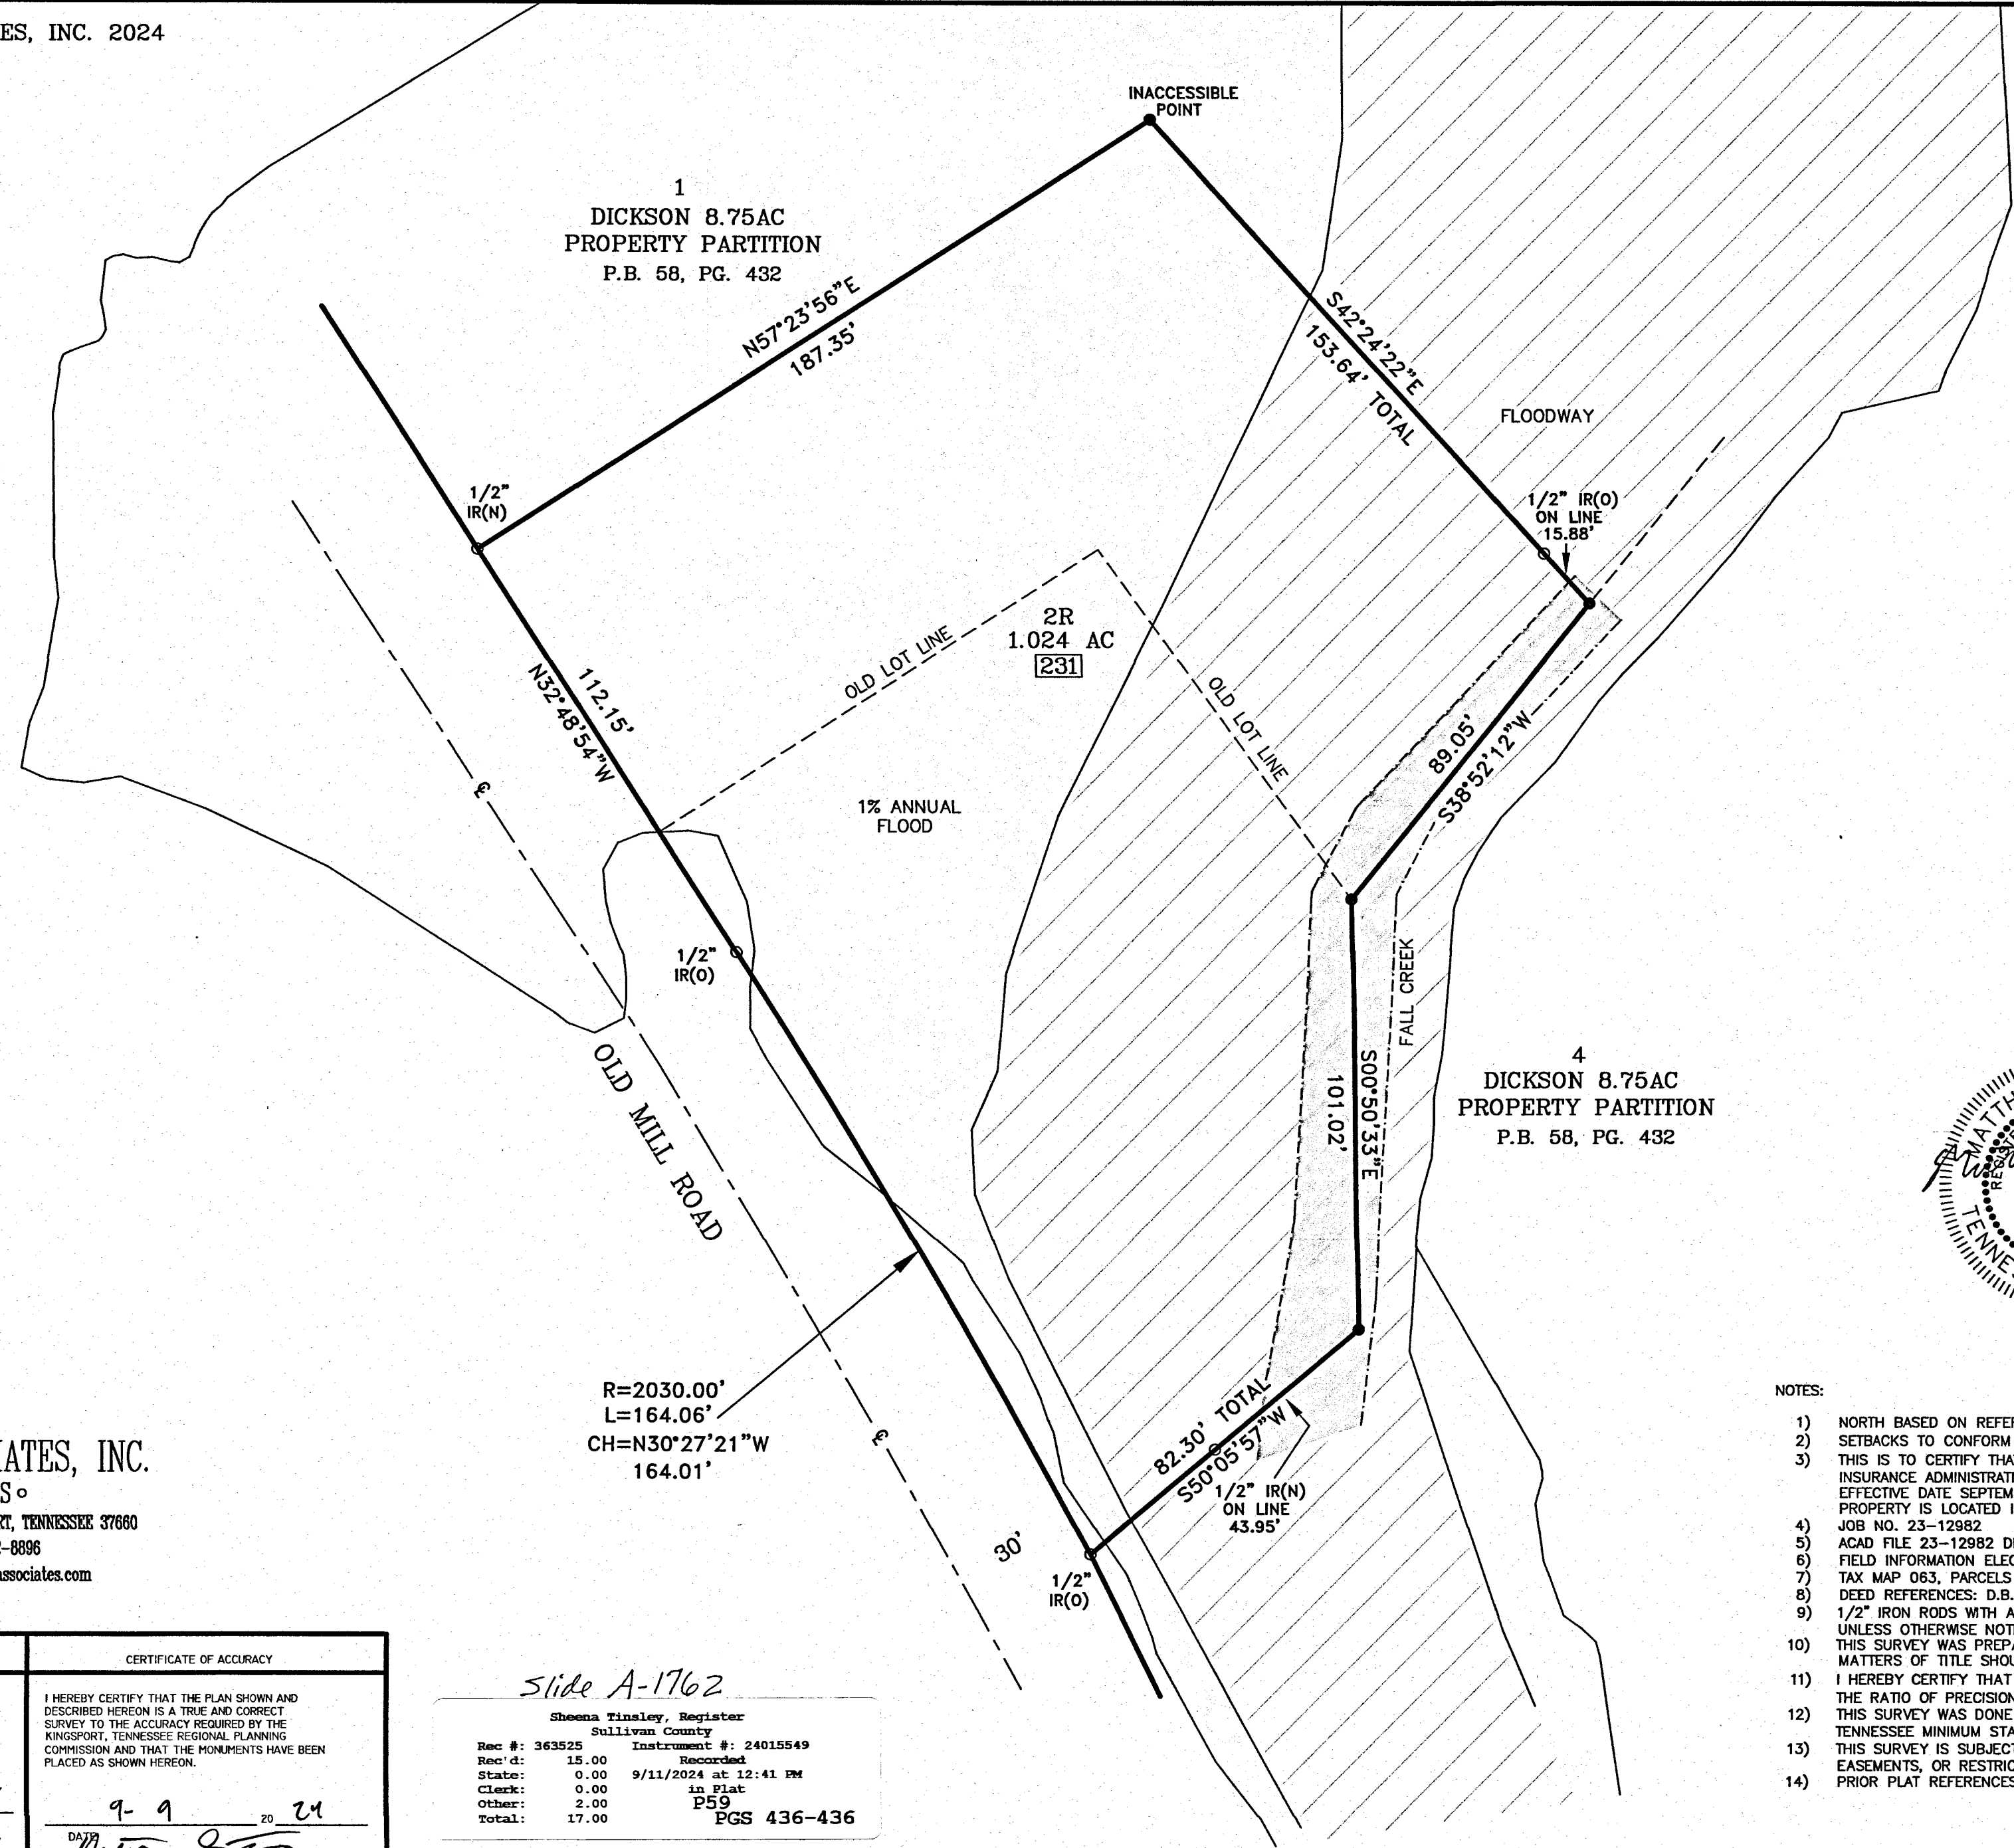 ES, INC. 2024
INACCESSIBLE
POINT
1
DICKSON 8.75AC
PROPERTY PARTITION
P.B. 58, PG. 432
N57°23'56"E
187.35'
S42°24'22"E
153.64' TOTAL
FLOODWAY
1/2"
IR(N)
1/2" IR(O)
ON LINE
15.88'
2R
1.024 AC
231
OLD LOT LINE
OLD LOT LINE
112.15'
N32°48'54"W
℄
1% ANNUAL
FLOOD
89.05'
S38°52'12"W
1/2"
IR(O)
FALL CREEK
OLD MILL ROAD
S00°50'33"E
101.02'
4
DICKSON 8.75AC
PROPERTY PARTITION
P.B. 58, PG. 432
MATTH
REGISTE
TENNES
R=2030.00'
L=164.06'
CH=N30°27'21"W
164.01'
℄
82.30' TOTAL
S50°05'57"W
1/2" IR(N)
ON LINE
43.95'
30'
1/2"
IR(O)
IATES, INC.
S
RT, TENNESSEE 37660
2-8896
associates.com
NOTES:
1) NORTH BASED ON REFER
2) SETBACKS TO CONFORM
3) THIS IS TO CERTIFY THA
INSURANCE ADMINISTRATI
EFFECTIVE DATE SEPTEM
PROPERTY IS LOCATED I
4) JOB NO. 23-12982
5) ACAD FILE 23-12982 D
6) FIELD INFORMATION ELEC
7) TAX MAP 063, PARCELS
8) DEED REFERENCES: D.B.
9) 1/2" IRON RODS WITH A
UNLESS OTHERWISE NOT
10) THIS SURVEY WAS PREPA
MATTERS OF TITLE SHOU
11) I HEREBY CERTIFY THAT
THE RATIO OF PRECISION
12) THIS SURVEY WAS DONE
TENNESSEE MINIMUM STA
13) THIS SURVEY IS SUBJECT
EASEMENTS, OR RESTRIC
14) PRIOR PLAT REFERENCES
CERTIFICATE OF ACCURACY
I HEREBY CERTIFY THAT THE PLAN SHOWN AND
DESCRIBED HEREON IS A TRUE AND CORRECT
SURVEY TO THE ACCURACY REQUIRED BY THE
KINGSPORT, TENNESSEE REGIONAL PLANNING
COMMISSION AND THAT THE MONUMENTS HAVE BEEN
PLACED AS SHOWN HEREON.
9-9 20 24
DATE
Slide A-1762
Sheena Tinsley, Register
Sullivan County
Rec #: 363525 Instrument #: 24015549
Rec'd: 15.00 Recorded
State: 0.00 9/11/2024 at 12:41 PM
Clerk: 0.00 in Plat
Other: 2.00 P59
Total: 17.00 PGS 436-436